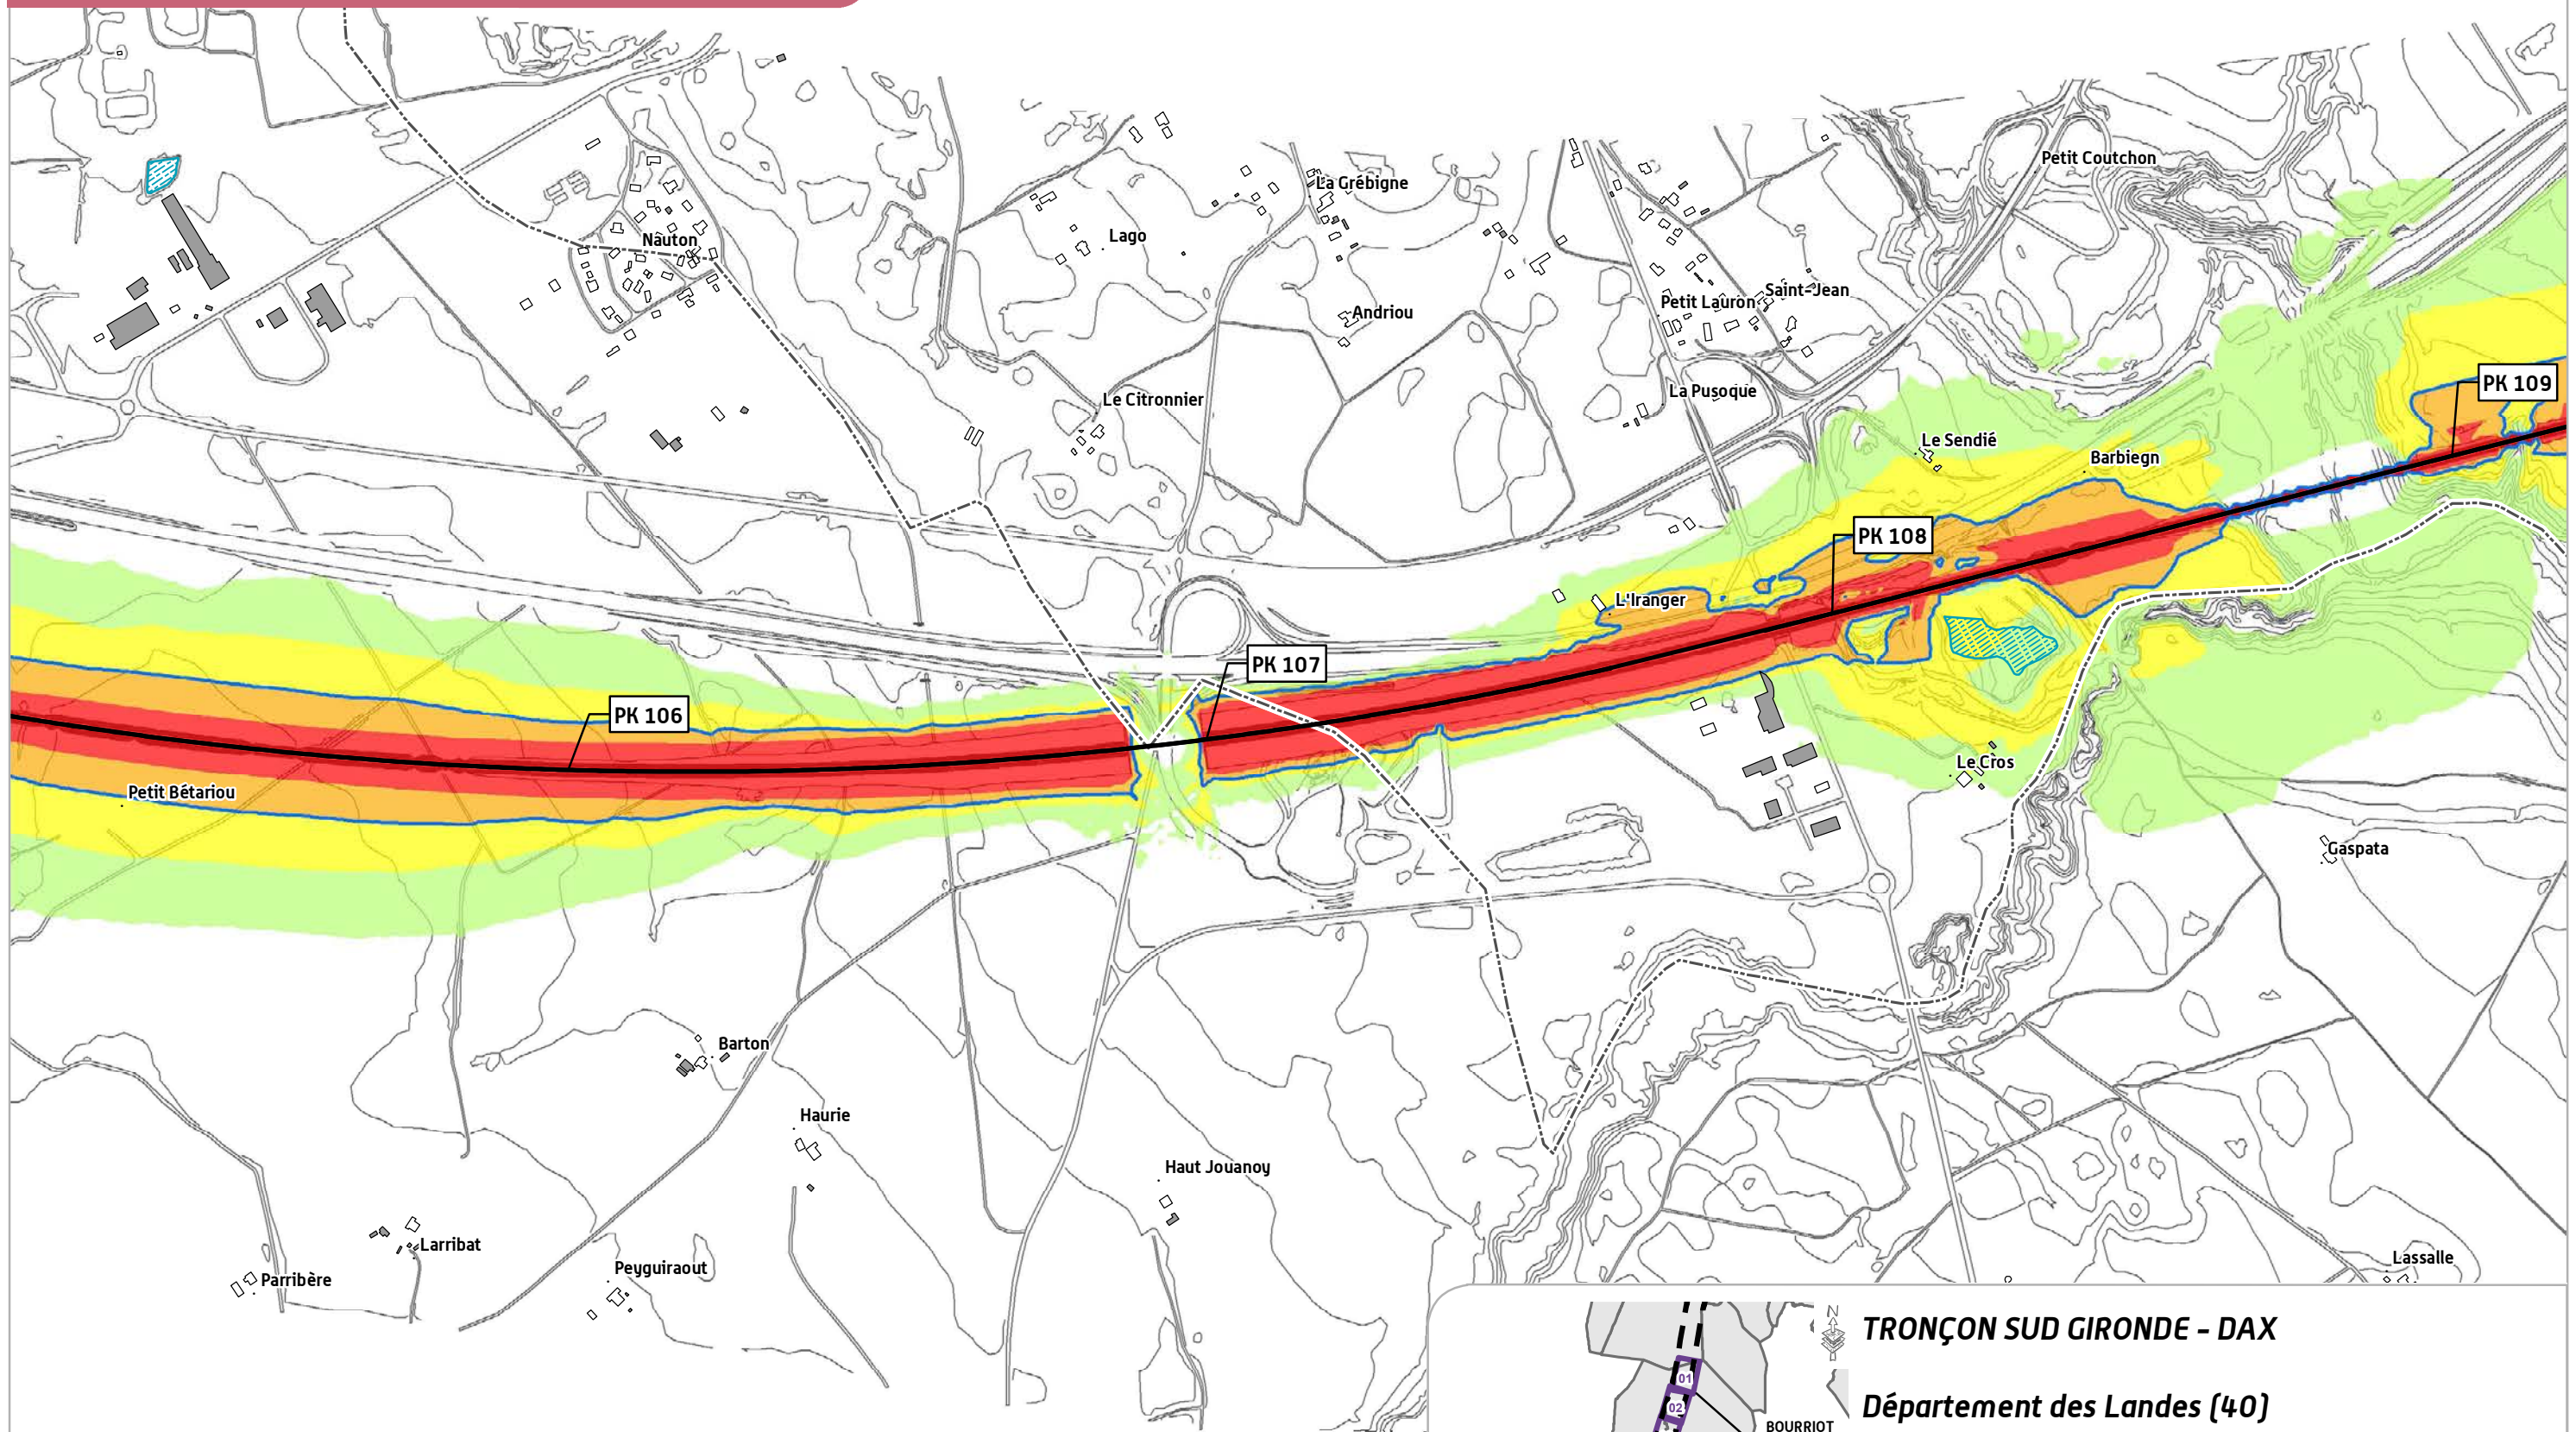 Petit Coutchon
La Grébigne
Lago
Nauton
Saint-Jean
Petit Lauron
Andriou
PK 109
La Pusoque
Le Citronnier
Le Sendié
Barbiegn
PK 108
L'Iranger
PK 107
PK 106
Le Cros
Petit Bétariou
Gaspata
Barton
Haurie
Haut Jouanoy
Larribat
Lassalle
Peyguiraout
Parribère
N
TRONÇON SUD GIRONDE - DAX
01
Département des Landes (40)
02
BOURRIOT